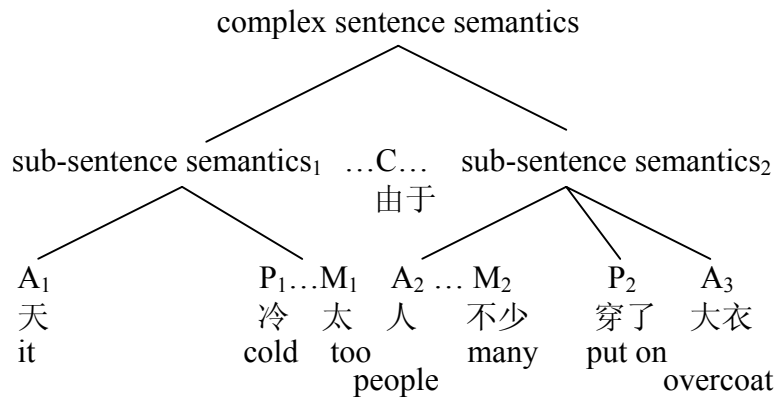 complex sentence semantics
sub-sentence semantics₁ …C… sub-sentence semantics₂
由于
A₁ P₁…M₁ A₂ … M₂ P₂ A₃
天 冷 太 人 不少 穿了 大衣
it cold too many put on
people overcoat